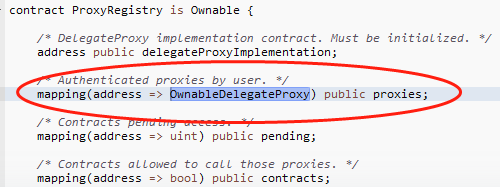 contract ProxyRegistry is Ownable {
/* DelegateProxy implementation contract. Must be initialized. */
address public delegateProxyImplementation;
/* Authenticated proxies by user. */
mapping(address => OwnableDelegateProxy) public proxies;
/* Contracts pending access. */
mapping(address => uint) public pending;
/* Contracts allowed to call those proxies. */
mapping(address => bool) public contracts;